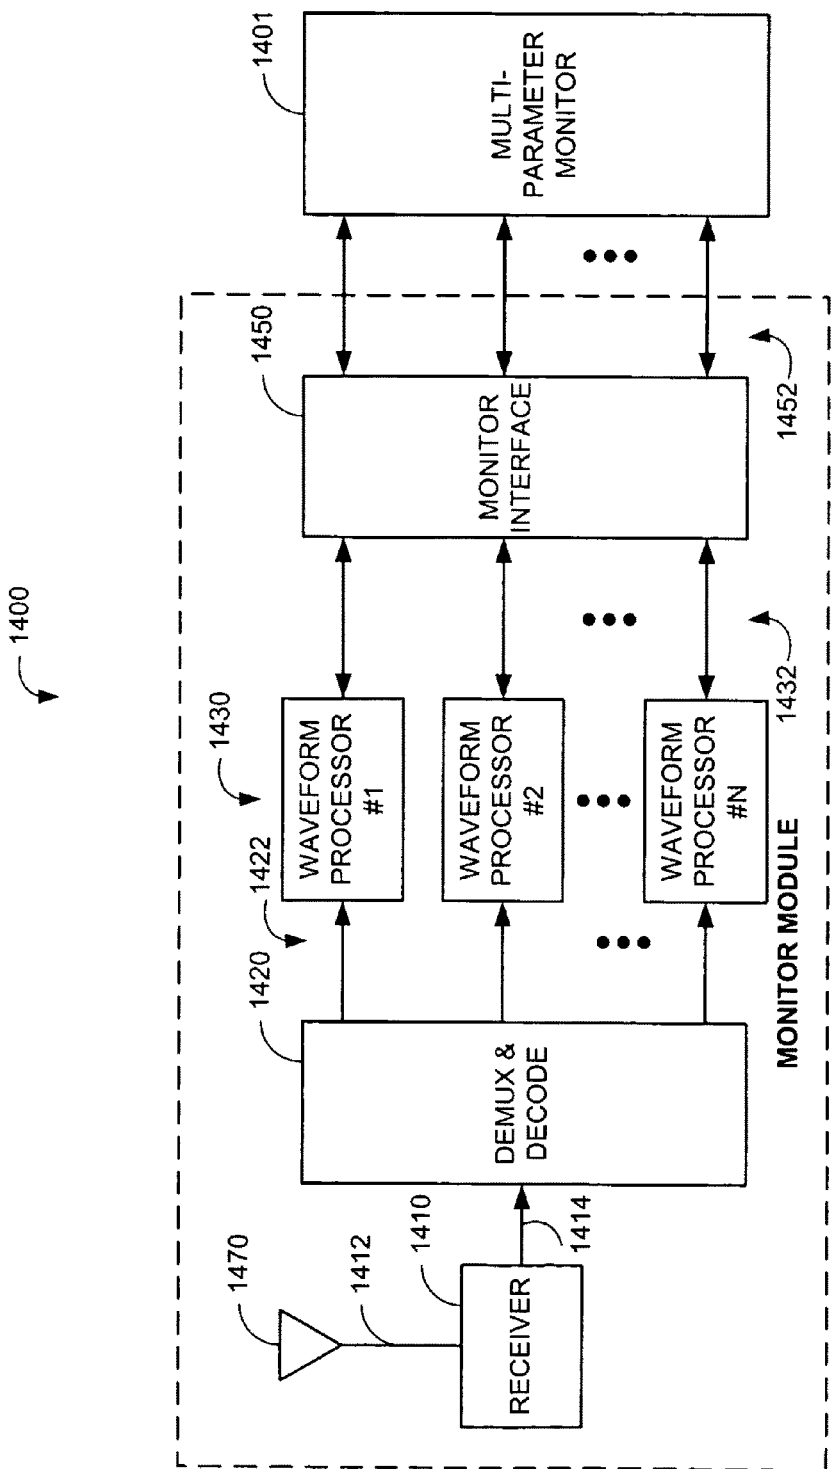 1400
1470
1412
1410
RECEIVER
1414
1420
DEMUX &
DECODE
1422
1430
WAVEFORM
PROCESSOR
#1
WAVEFORM
PROCESSOR
#2
WAVEFORM
PROCESSOR
#N
1432
1450
MONITOR
INTERFACE
1452
1401
MULTI-
PARAMETER
MONITOR
MONITOR MODULE